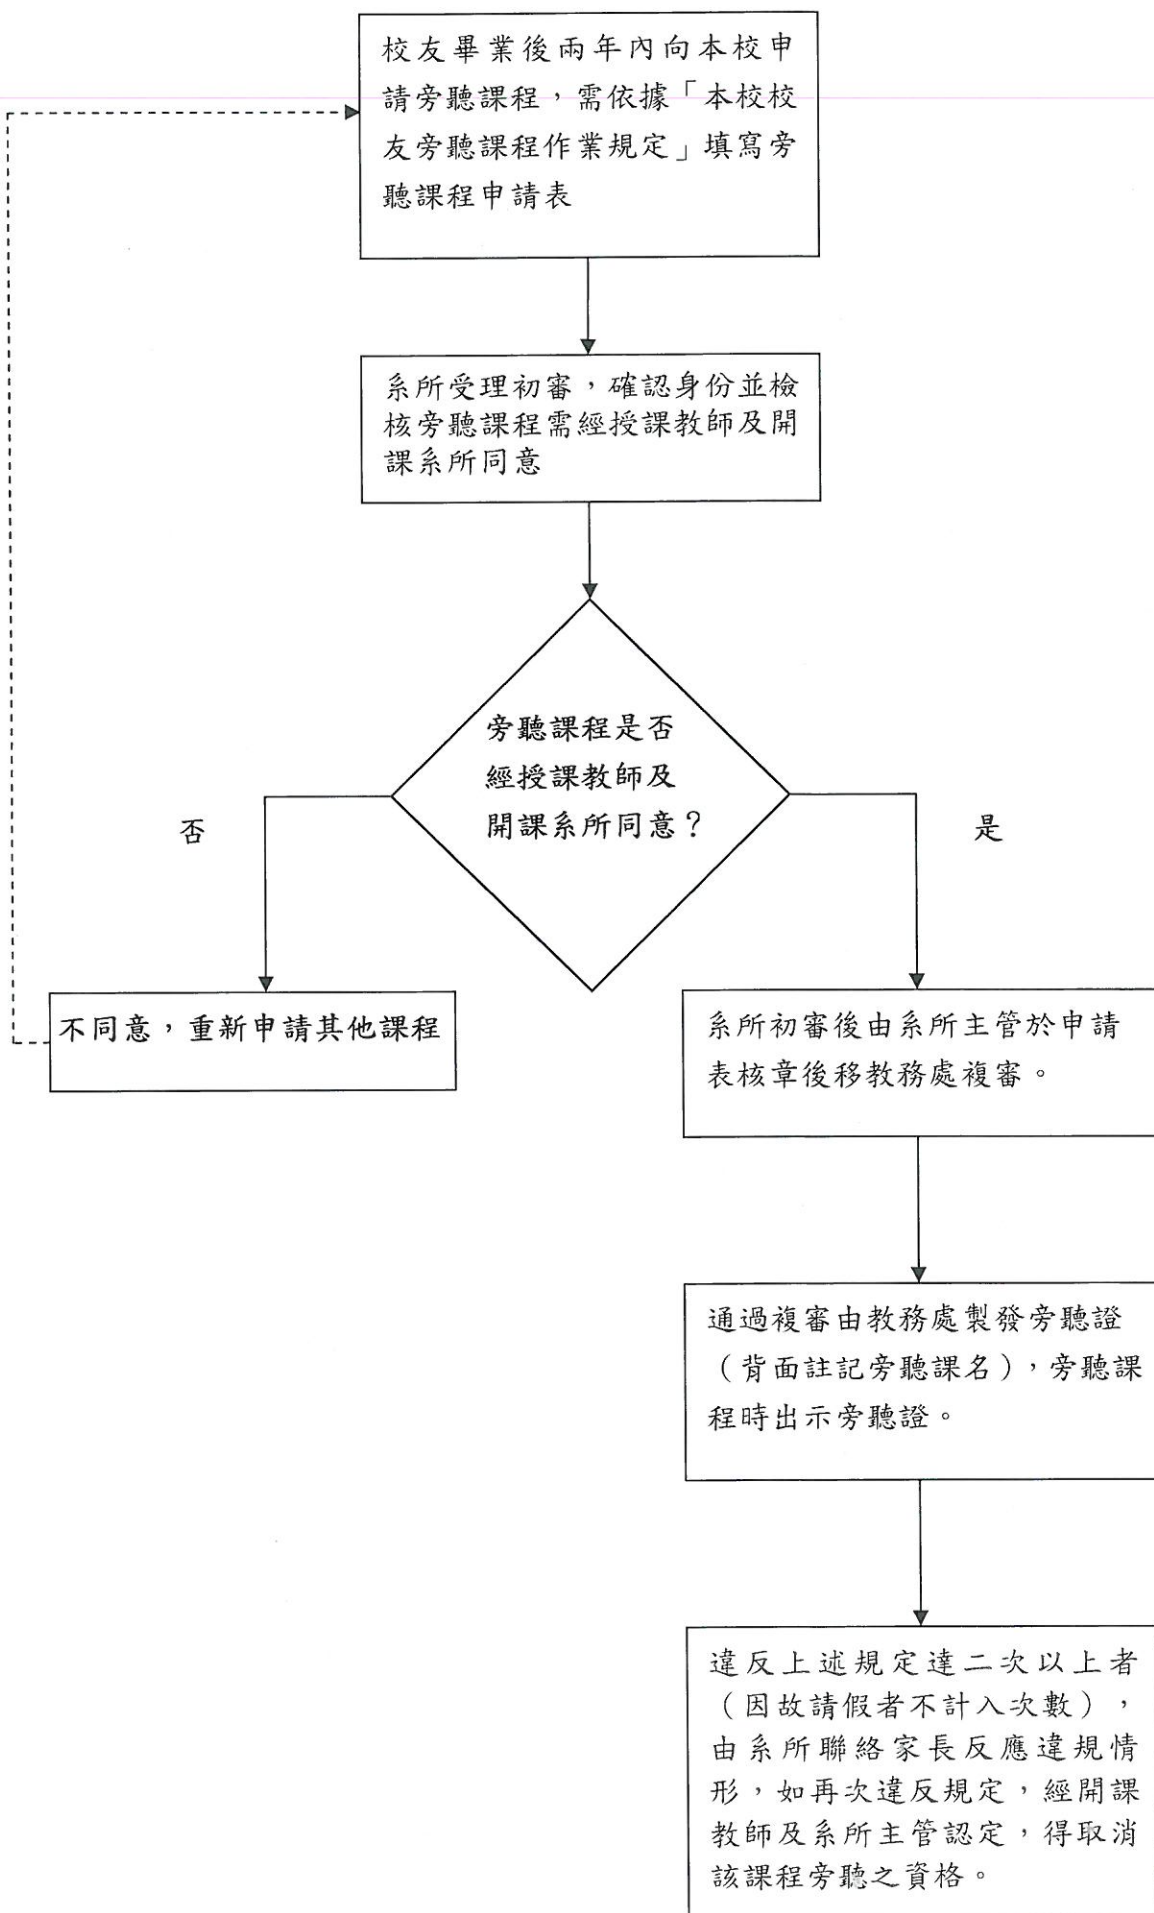 校友畢業後兩年內向本校申
請旁聽課程，需依據「本校校
友旁聽課程作業規定」填寫旁
聽課程申請表
系所受理初審，確認身份並檢
核旁聽課程需經授課教師及開
課系所同意
旁聽課程是否
經授課教師及
開課系所同意？
否
是
不同意，重新申請其他課程
系所初審後由系所主管於申請
表核章後移教務處複審。
通過複審由教務處製發旁聽證
（背面註記旁聽課名），旁聽課
程時出示旁聽證。
違反上述規定達二次以上者
（因故請假者不計入次數），
由系所聯絡家長反應違規情
形，如再次違反規定，經開課
教師及系所主管認定，得取消
該課程旁聽之資格。